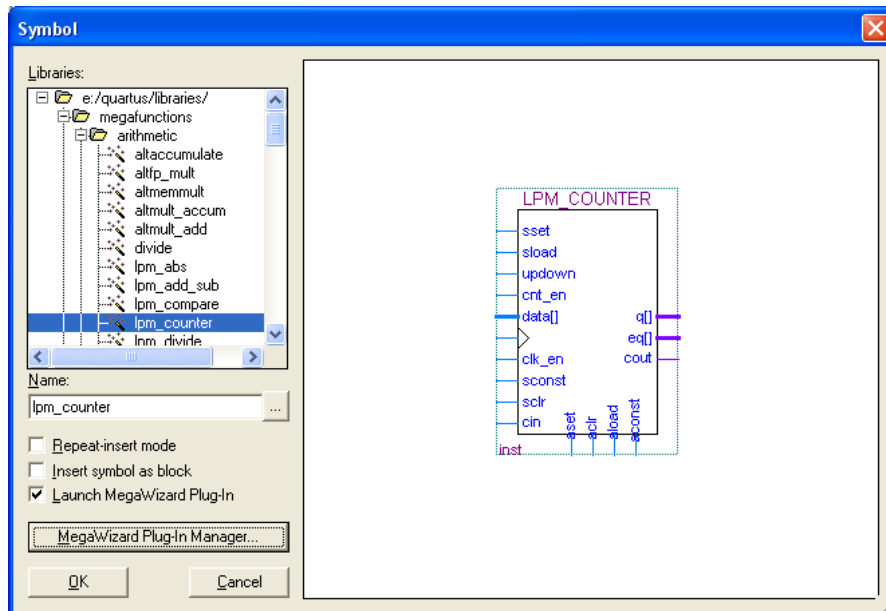 Symbol
Libraries:
e:/quartus/libraries/
megafunctions
arithmetic
altaccumulate
altfp_mult
altmemmult
altmult_accum
altmult_add
divide
lpm_abs
lpm_add_sub
lpm_compare
lpm_counter
lpm_divide
Name:
lpm_counter
...
Repeat-insert mode
Insert symbol as block
Launch MegaWizard Plug-In
MegaWizard Plug-In Manager...
OK
Cancel
LPM_COUNTER
sset
sload
updown
cnt_en
data[]
q[]
eq[]
clk_en
cout
sconst
sclr
cin
aset
aclr
aload
aconst
inst